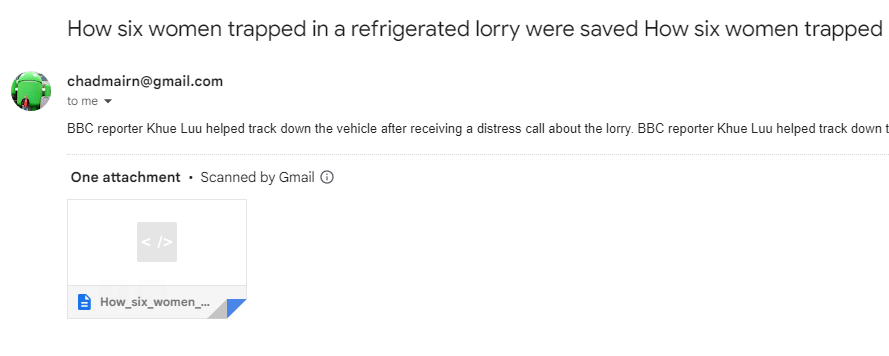 How six women trapped in a refrigerated lorry were saved How six women trapped
chadmairn@gmail.com
to me
BBC reporter Khue Luu helped track down the vehicle after receiving a distress call about the lorry. BBC reporter Khue Luu helped track down t
One attachment • Scanned by Gmail
</>
How_six_women_...